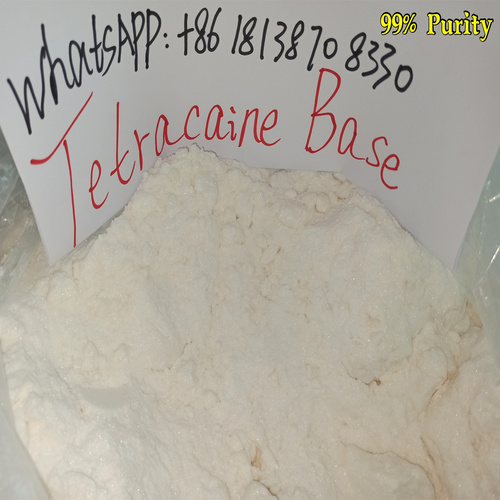 99% Purity
WhatsAPP: +86 18138708330
Tetracaine Base